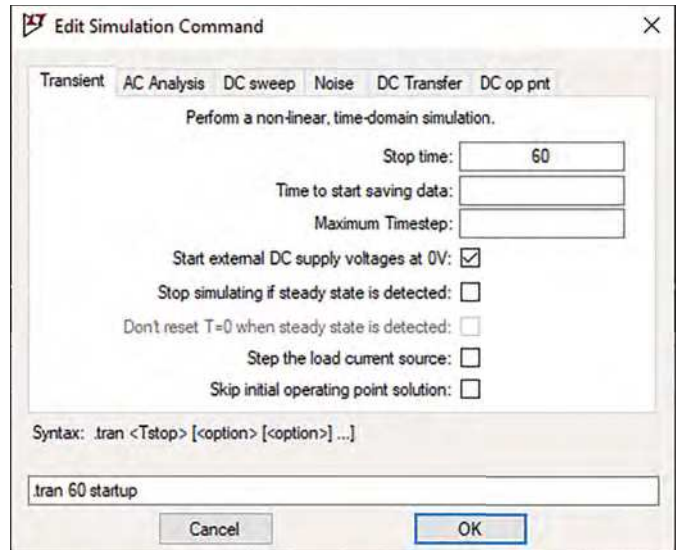 Edit Simulation Command
Transient AC Analysis DC sweep Noise DC Transfer DC op pnt
Perform a non-linear, time-domain simulation.
Stop time: 60
Time to start saving data:
Maximum Timestep:
Start external DC supply voltages at 0V:
Stop simulating if steady state is detected:
Don't reset T=0 when steady state is detected:
Step the load current source:
Skip initial operating point solution:
Syntax: .tran <Tstop> [<option> [<option>] ...]
.tran 60 startup
Cancel OK